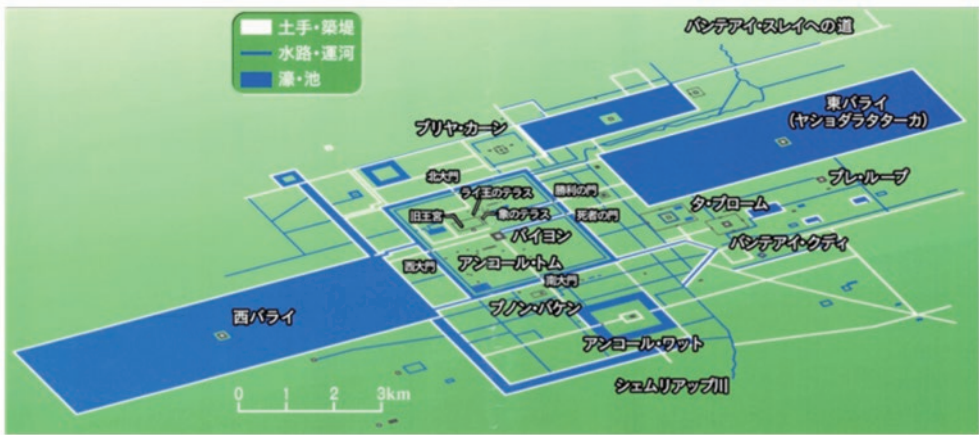 土手・築堤
水路・運河
濠・池
バンテアイ・スレイへの道
東バライ
(ヤショダラタターカ)
プリヤ・カーン
北大門
ライ王のテラス
勝利の門
プレ・ループ
旧王宮
象のテラス
死者の門
タ・プローム
バイヨン
バンテアイ・クディ
西大門
アンコール・トム
南大門
プノン・バケン
西バライ
アンコール・ワット
シェムリアップ川
0 1 2 3km